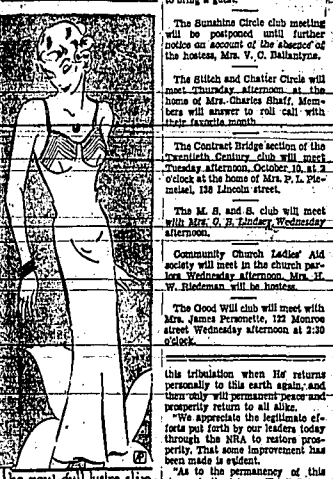 to bring a guest.
The Sunshine Circle club meeting
will be postponed until further
notice on account of the absence of
the hostess, Mrs. V. C. Ballantyne.
The Stitch and Chatter Circle will
meet Thursday afternoon at the
home of Mrs. Charles Shaff. Mem-
bers will answer to roll call with
their favorite month.
The Contract Bridge section of the
Twentieth Century club will meet
Tuesday afternoon, October 10, at 2
o'clock at the home of Mrs. P. L. Pie-
meisel, 138 Lincoln street.
The M. B. and S. club will meet
with Mrs. C. B. Lindsey, Wednesday
afternoon.
Community Church Ladies' Aid
society will meet in the church par-
lors Wednesday afternoon. Mrs. H.
W. Riedeman will be hostess.
The Good Will club will meet with
Mrs. James Personette, 122 Monroe
street Wednesday afternoon at 2:30
o'clock.
this tribulation when He returns
personally to this earth again, and
then only will permanent peace and
prosperity return to all alike.
"We appreciate the legitimate ef-
forts put forth by our leaders today
through the NRA to restore pros-
perity. That some improvement has
been made is evident.
"As to the permanency of this